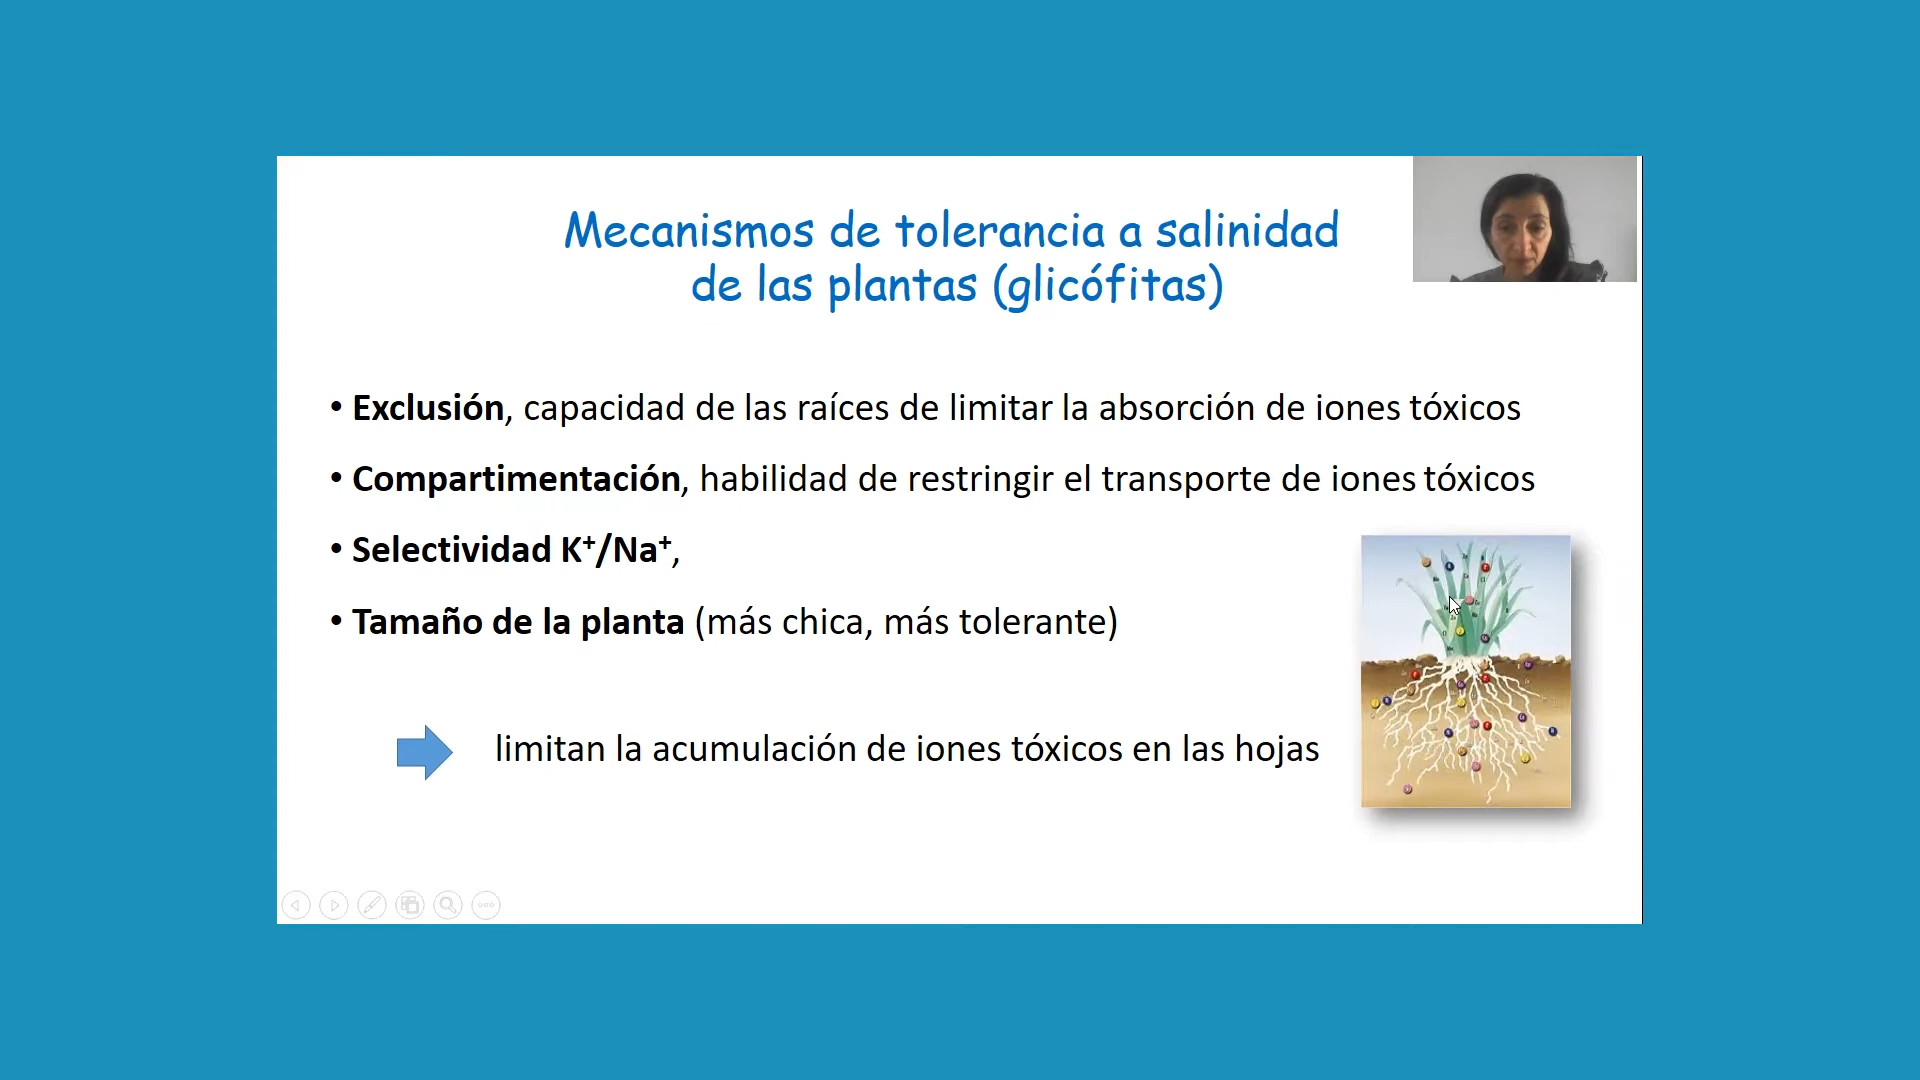 Mecanismos de tolerancia a salinidad
de las plantas (glicófitas)
• Exclusión, capacidad de las raíces de limitar la absorción de iones tóxicos
• Compartimentación, habilidad de restringir el transporte de iones tóxicos
• Selectividad K⁺/Na⁺,
• Tamaño de la planta (más chica, más tolerante)
limitan la acumulación de iones tóxicos en las hojas